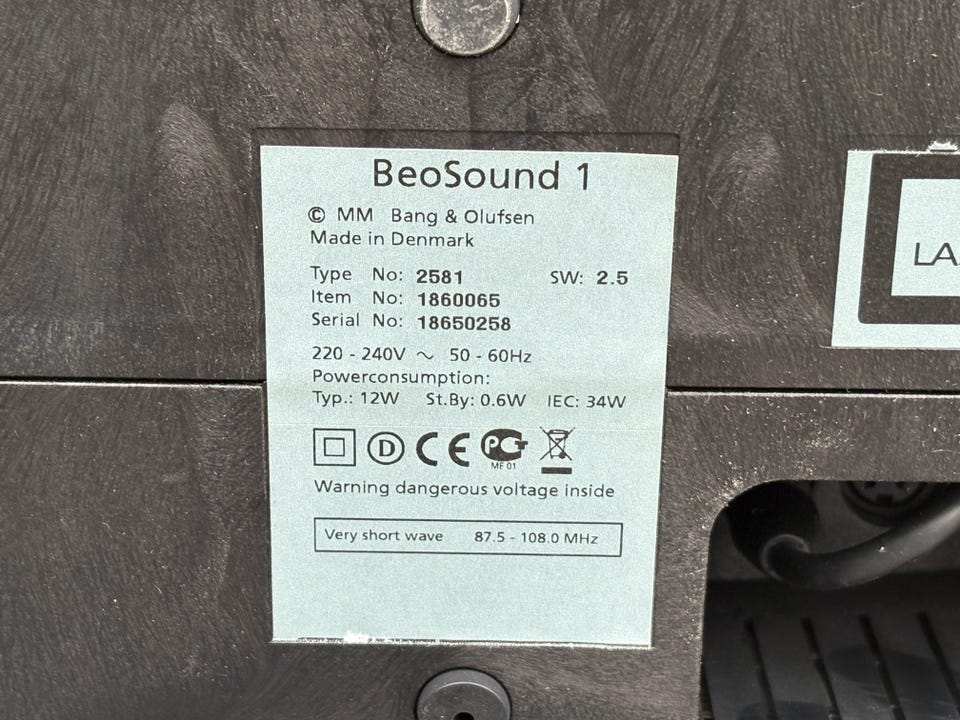 BeoSound 1
© MM Bang & Olufsen
Made in Denmark
Type No: 2581 SW: 2.5
Item No: 1860065
Serial No: 18650258
220 - 240V ~ 50 - 60Hz
Powerconsumption:
Typ.: 12W St.By: 0.6W IEC: 34W
D CE PCT
MF 01
Warning dangerous voltage inside
Very short wave 87.5 - 108.0 MHz
LA